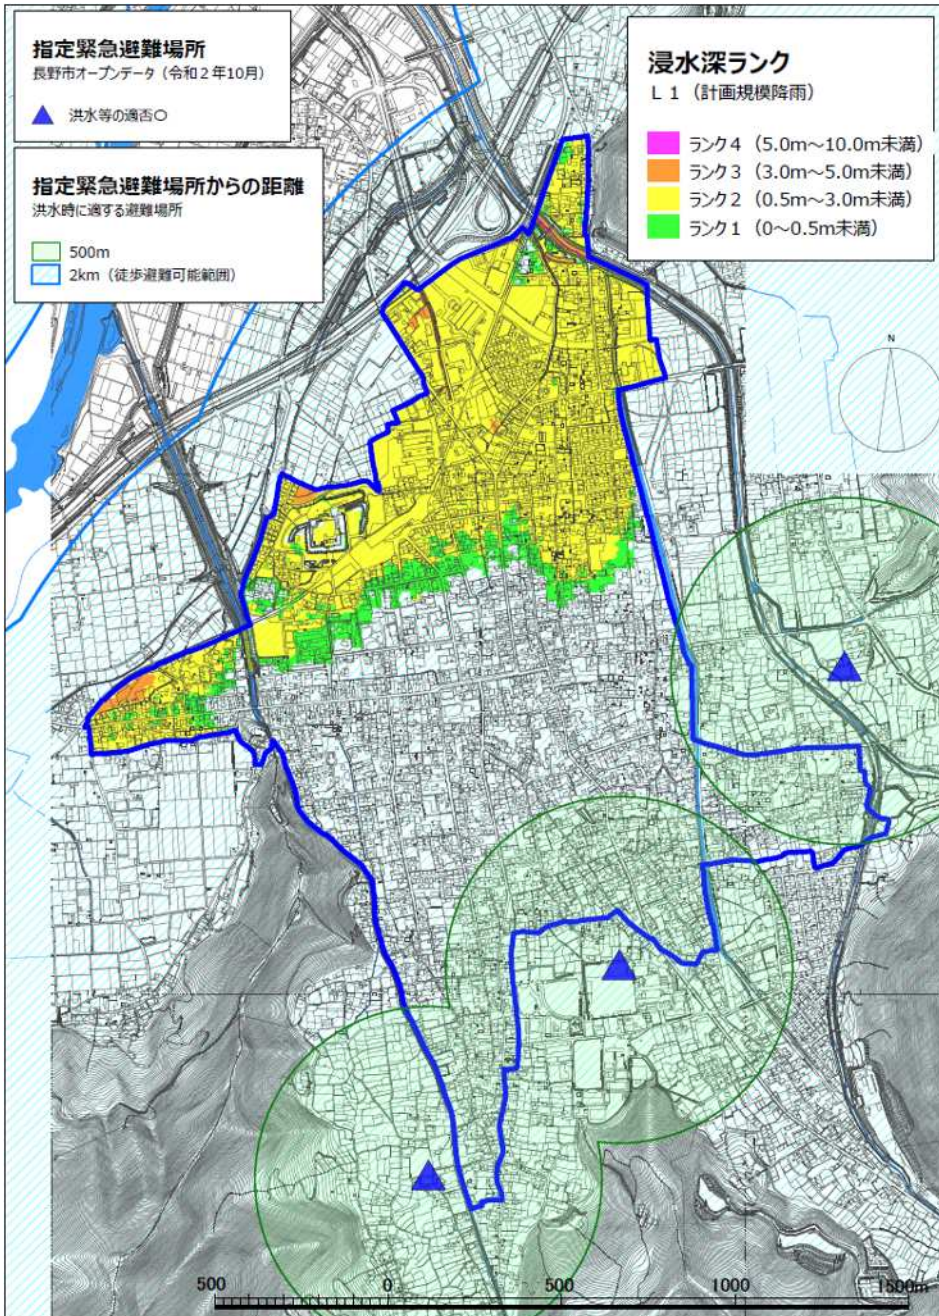 指定緊急避難場所
長野市オープンデータ（令和２年10月）
洪水等の適否〇
指定緊急避難場所からの距離
洪水時に適する避難場所
500m
2km（徒歩避難可能範囲）
浸水深ランク
Ｌ１（計画規模降雨）
ランク４（5.0m～10.0m未満）
ランク３（3.0m～5.0m未満）
ランク２（0.5m～3.0m未満）
ランク１（0～0.5m未満）
N
500 0 500 1000 1500m